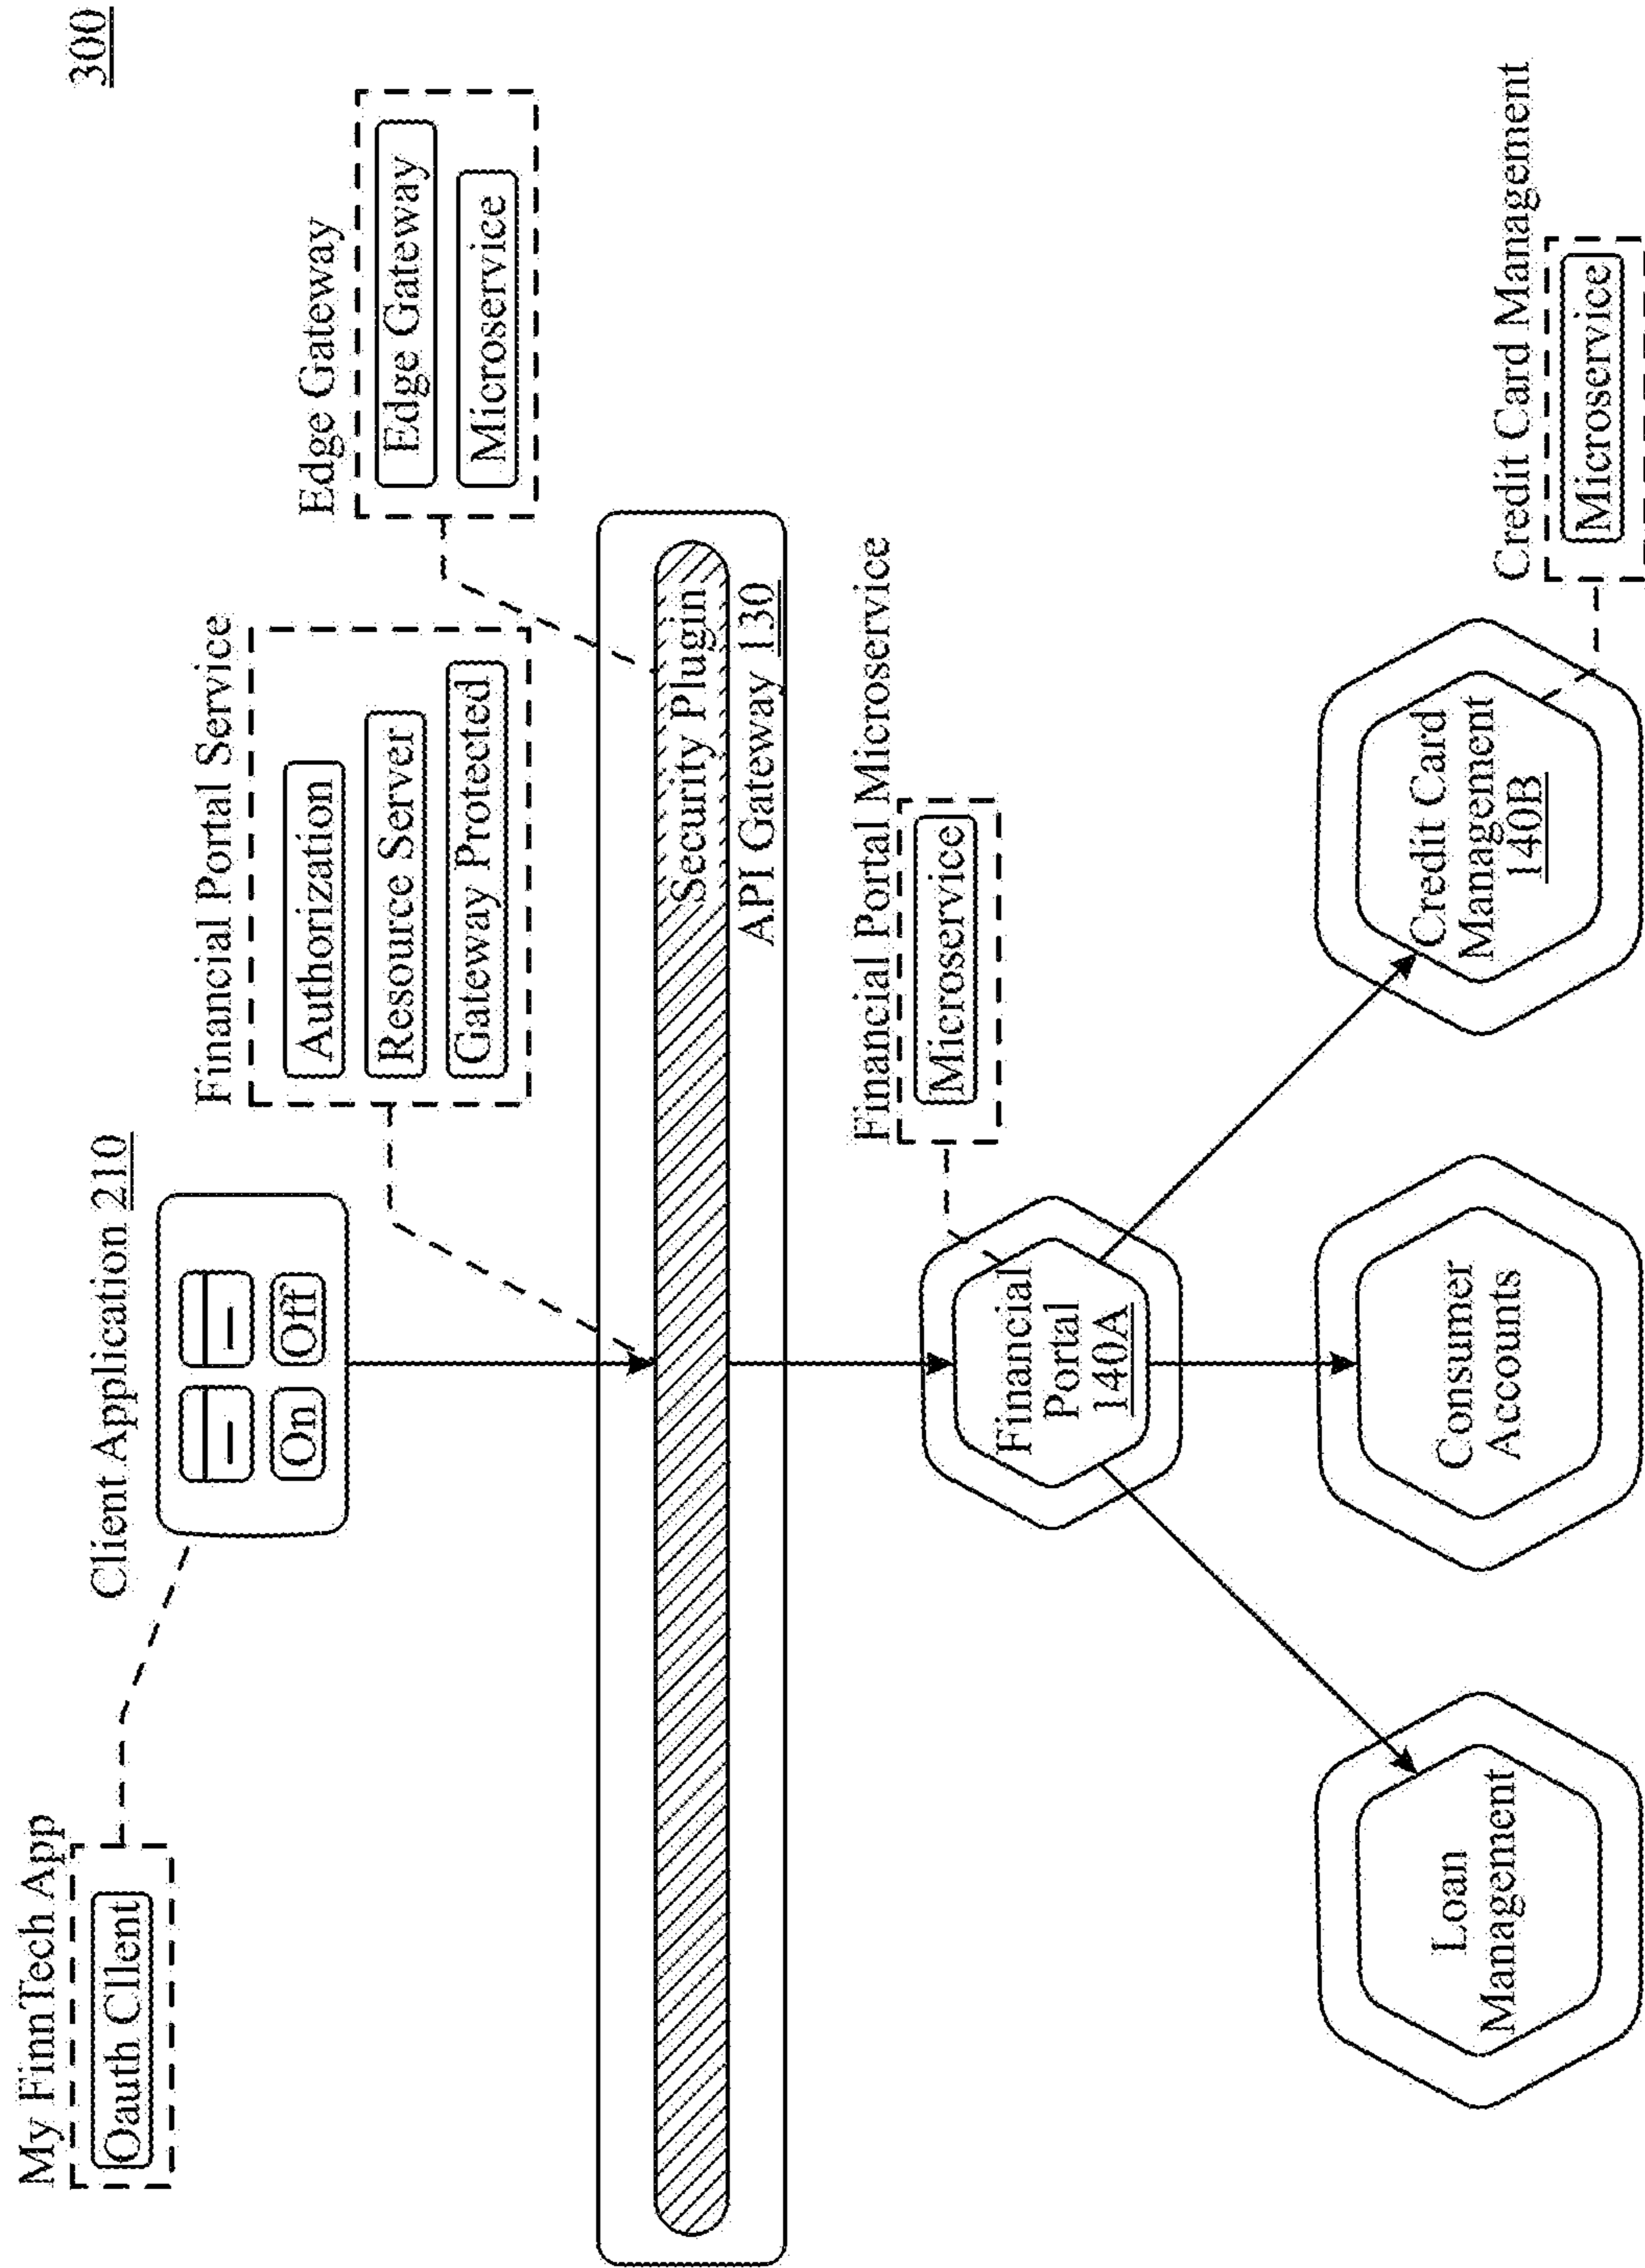 300
My FinnTech App
Oauth CIlent
Client Application 210
On
Off
Financial Portal Service
Authorization
Resource Server
Gateway Protected
Edge Gateway
Edge Gateway
Microservice
Security Plugin
API Gateway 130
Financial Portal Microservice
Microservice
Financial
Portal
140A
Loan
Management
Consumer
Accounts
Credit Card
Management
140B
Credit Card Management
Microservice